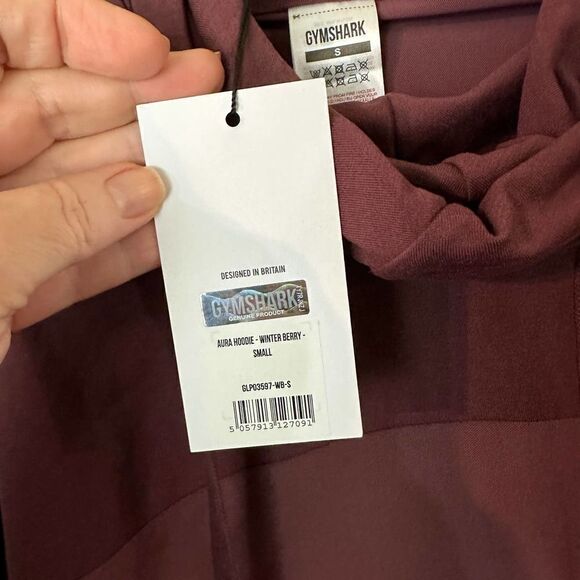 GYMSHARK
S
DESIGNED IN BRITAIN
GYMSHARK
GENUINE PRODUCT
AURA HOODIE - WINTER BERRY -
SMALL
GLPO3597-WB-S
5 057913 127091